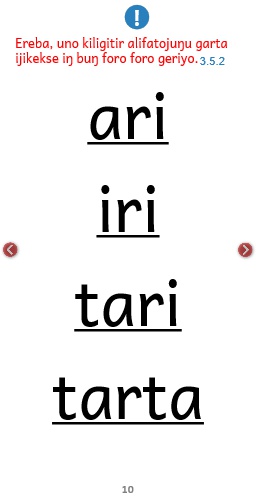 !
Ereba, uno kiligitir alifatojuŋu garta
ijikekse iŋ buŋ foro foro geriyo. 3.5.2
ari
iri
tari
tarta
10